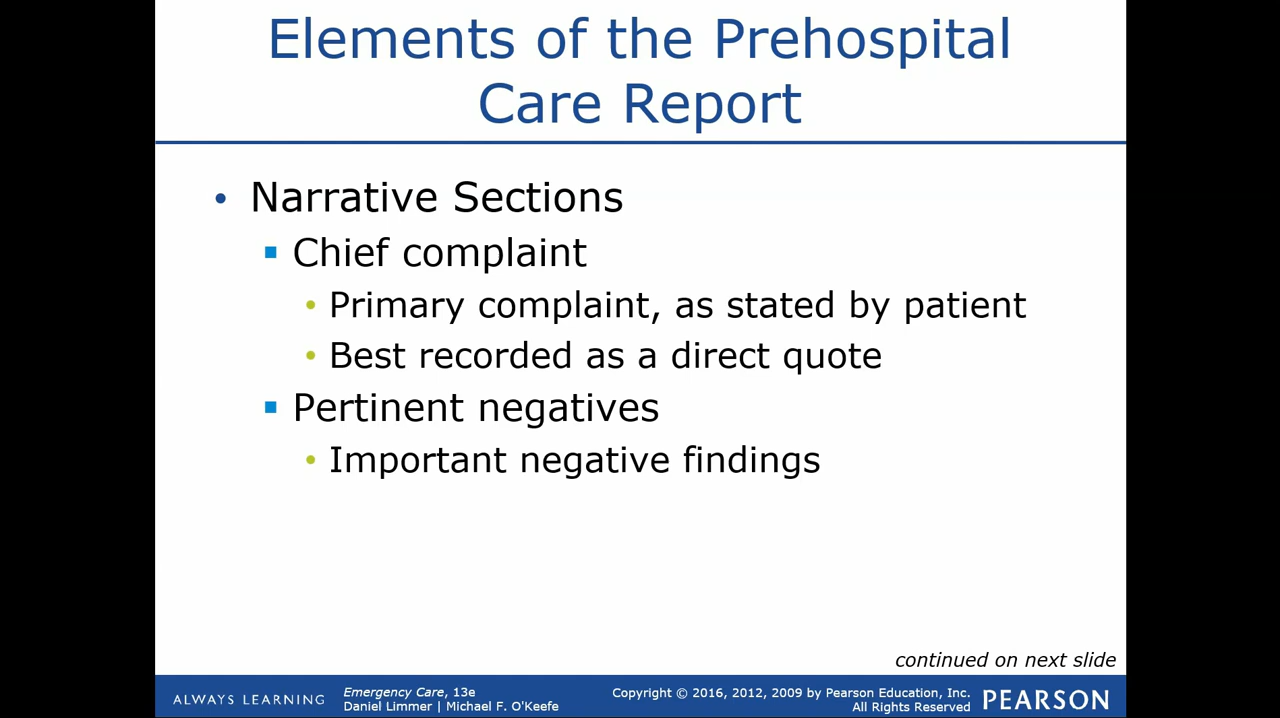 Elements of the Prehospital
Care Report
• Narrative Sections
▪ Chief complaint
• Primary complaint, as stated by patient
• Best recorded as a direct quote
▪ Pertinent negatives
• Important negative findings
continued on next slide
ALWAYS LEARNING
Emergency Care, 13e
Daniel Limmer | Michael F. O'Keefe
Copyright © 2016, 2012, 2009 by Pearson Education, Inc.
All Rights Reserved
PEARSON